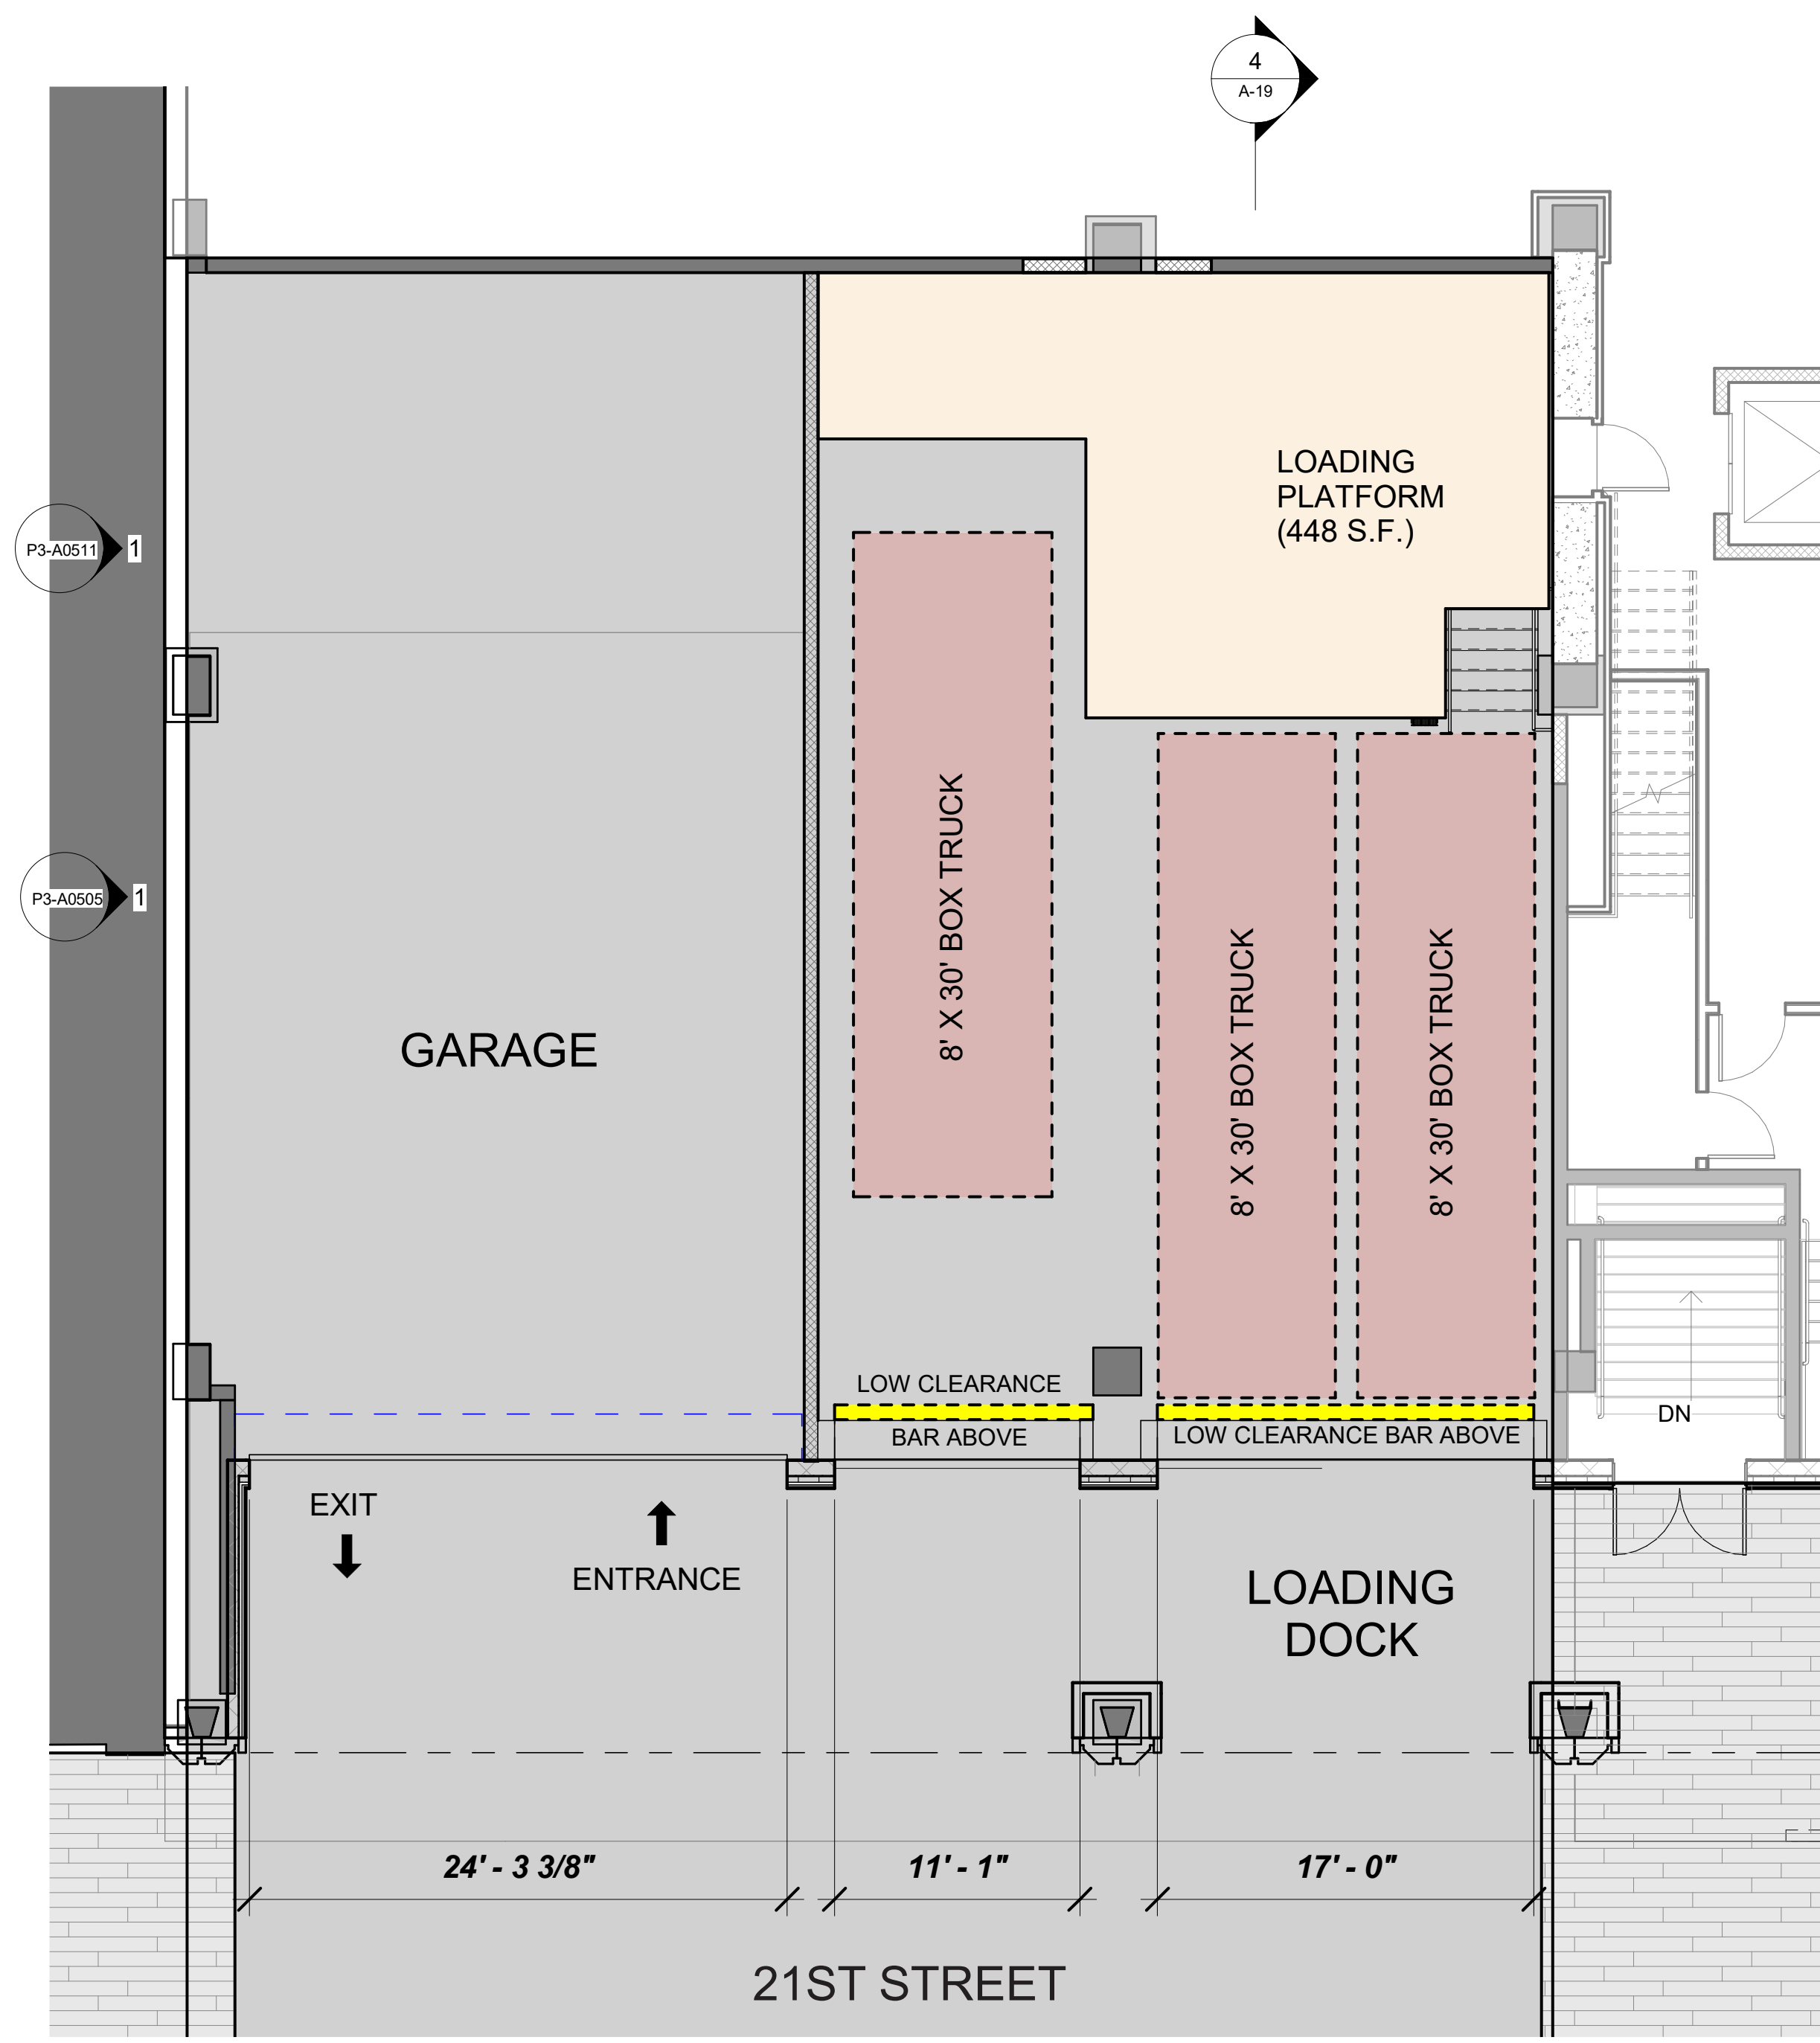 4
A-19
LOADING
PLATFORM
(448 S.F.)
P3-A0511
1
8' X 30' BOX TRUCK
8' X 30' BOX TRUCK
8' X 30' BOX TRUCK
P3-A0505
1
GARAGE
LOW CLEARANCE
BAR ABOVE
LOW CLEARANCE BAR ABOVE
DN
EXIT
ENTRANCE
LOADING
DOCK
24' - 3 3/8"
11' - 1"
17' - 0"
21ST STREET